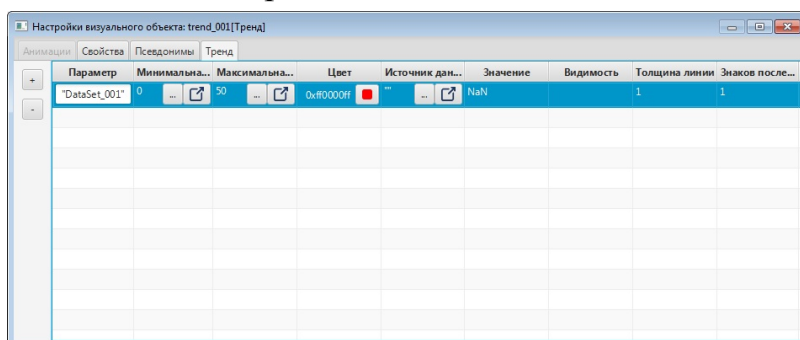 Настройки визуального объекта: trend_001[Тренд]
Анимации Свойства Псевдонимы Тренд
+ Параметр Минимальна... Максимальна... Цвет Источник дан... Значение Видимость Толщина линии Знаков после...
"DataSet_001" 0 ... 50 ... 0xff0000ff "" ... NaN 1 1
-